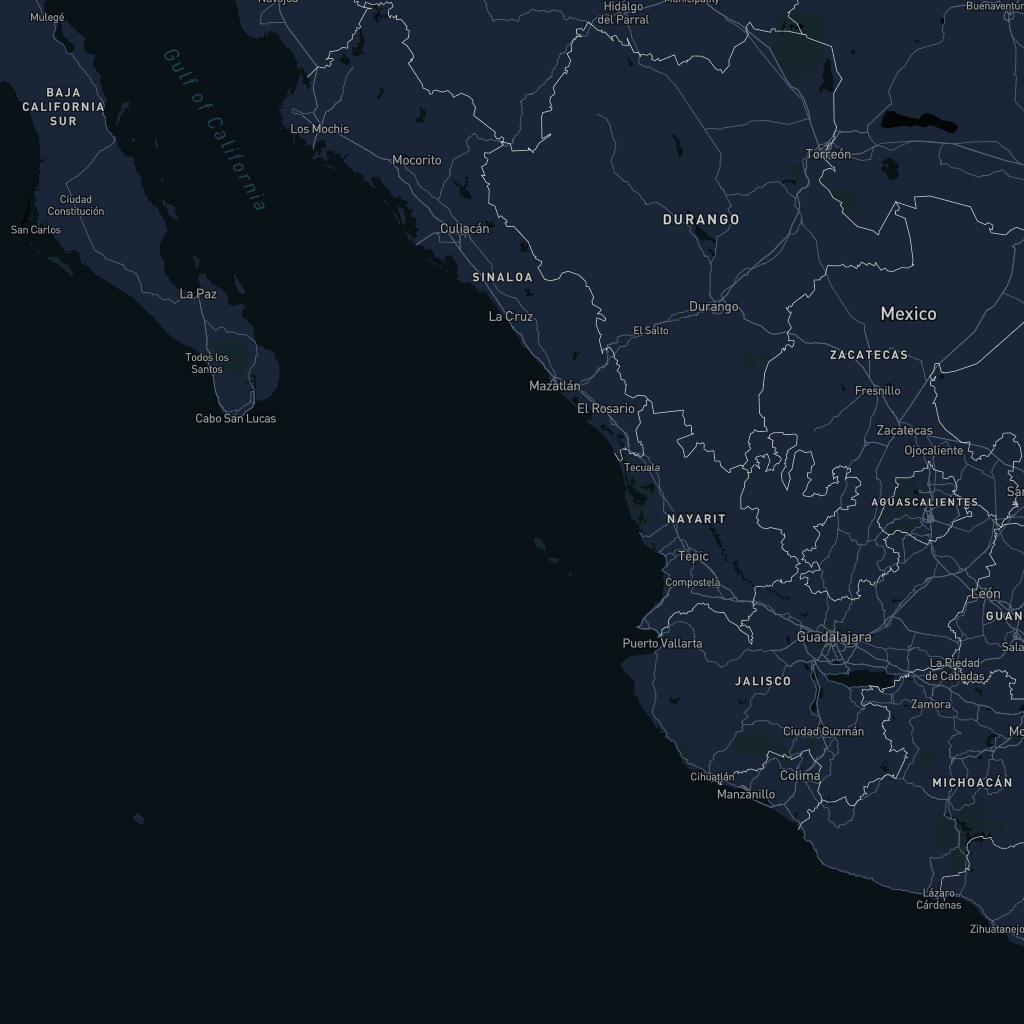 Navojoa
Hidalgo
del Parral
Municipality
Buenaventura
Mulegé
Gulf of California
BAJA
CALIFORNIA
SUR
Los Mochis
Mocorito
Torreón
Ciudad
Constitución
San Carlos
DURANGO
Culiacán
SINALOA
La Paz
La Cruz
Durango
Mexico
El Salto
Todos los
Santos
ZACATECAS
Mazatlán
Fresnillo
El Rosario
Cabo San Lucas
Zacatecas
Ojocaliente
Tecuala
Sán
AGUASCALIENTES
NAYARIT
Tepic
Compostela
León
GUAN
Puerto Vallarta
Guadalajara
Sala
La Piedad
de Cabadas
JALISCO
Zamora
Ciudad Guzmán
Mo
Cihuatlán
Colima
MICHOACÁN
Manzanillo
Lázaro
Cárdenas
Zihuatanejo